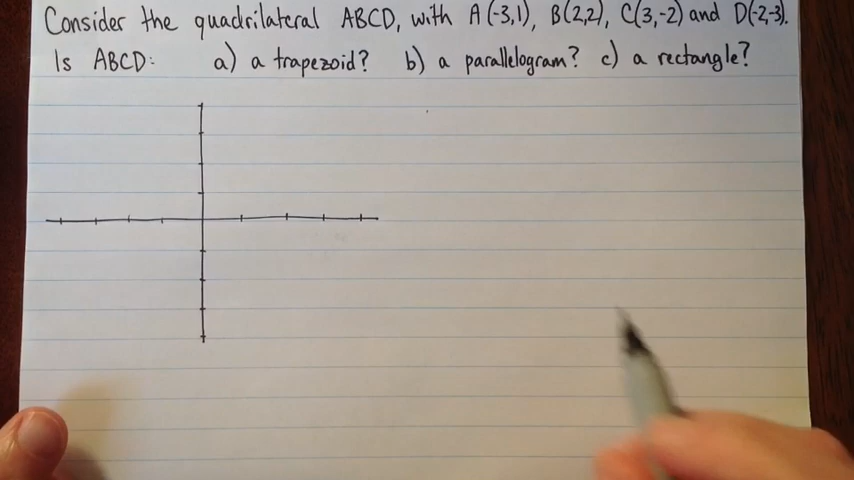 Consider the quadrilateral ABCD, with A(-3,1), B(2,2), C(3,-2) and D(-2,-3).
Is ABCD: a) a trapezoid? b) a parallelogram? c) a rectangle?